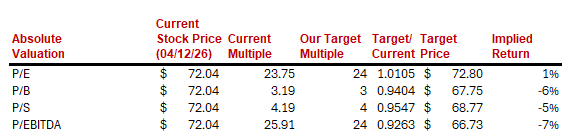 Current
Absolute Stock Price Current Our Target Target/ Target Implied
Valuation (04/12/26) Multiple Multiple Current Price Return
P/E $ 72.04 23.75 24 1.0105 $ 72.80 1%
P/B $ 72.04 3.19 3 0.9404 $ 67.75 -6%
P/S $ 72.04 4.19 4 0.9547 $ 68.77 -5%
P/EBITDA $ 72.04 25.91 24 0.9263 $ 66.73 -7%